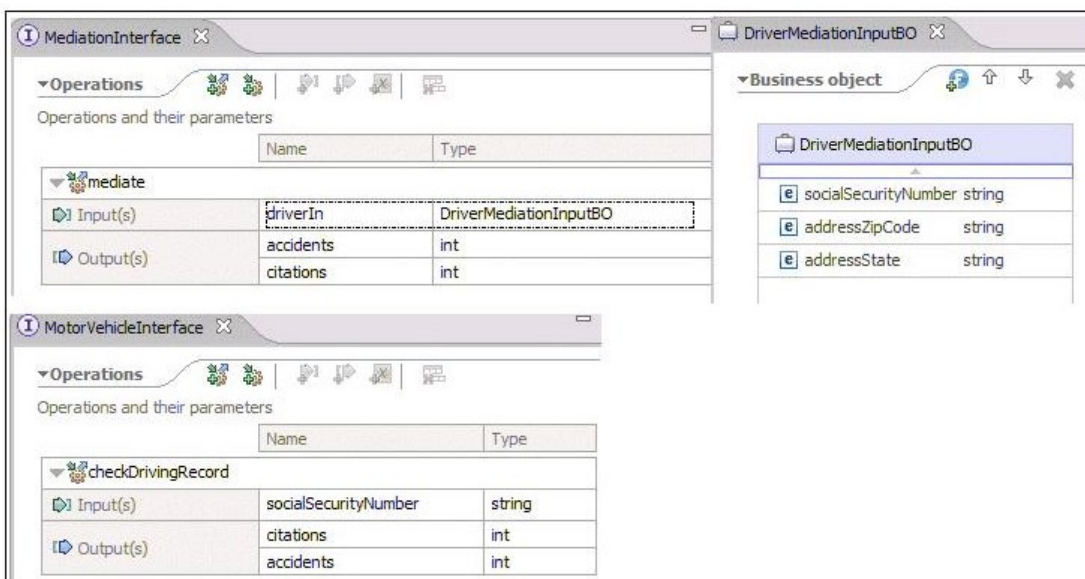 MediationInterface
Operations
Operations and their parameters
Name Type
mediate
Input(s) driverIn DriverMediationInputBO
Output(s) accidents int
citations int
DriverMediationInputBO
Business object
DriverMediationInputBO
e socialSecurityNumber string
e addressZipCode string
e addressState string
MotorVehicleInterface
Operations
Operations and their parameters
Name Type
checkDrivingRecord
Input(s) socialSecurityNumber string
Output(s) citations int
accidents int